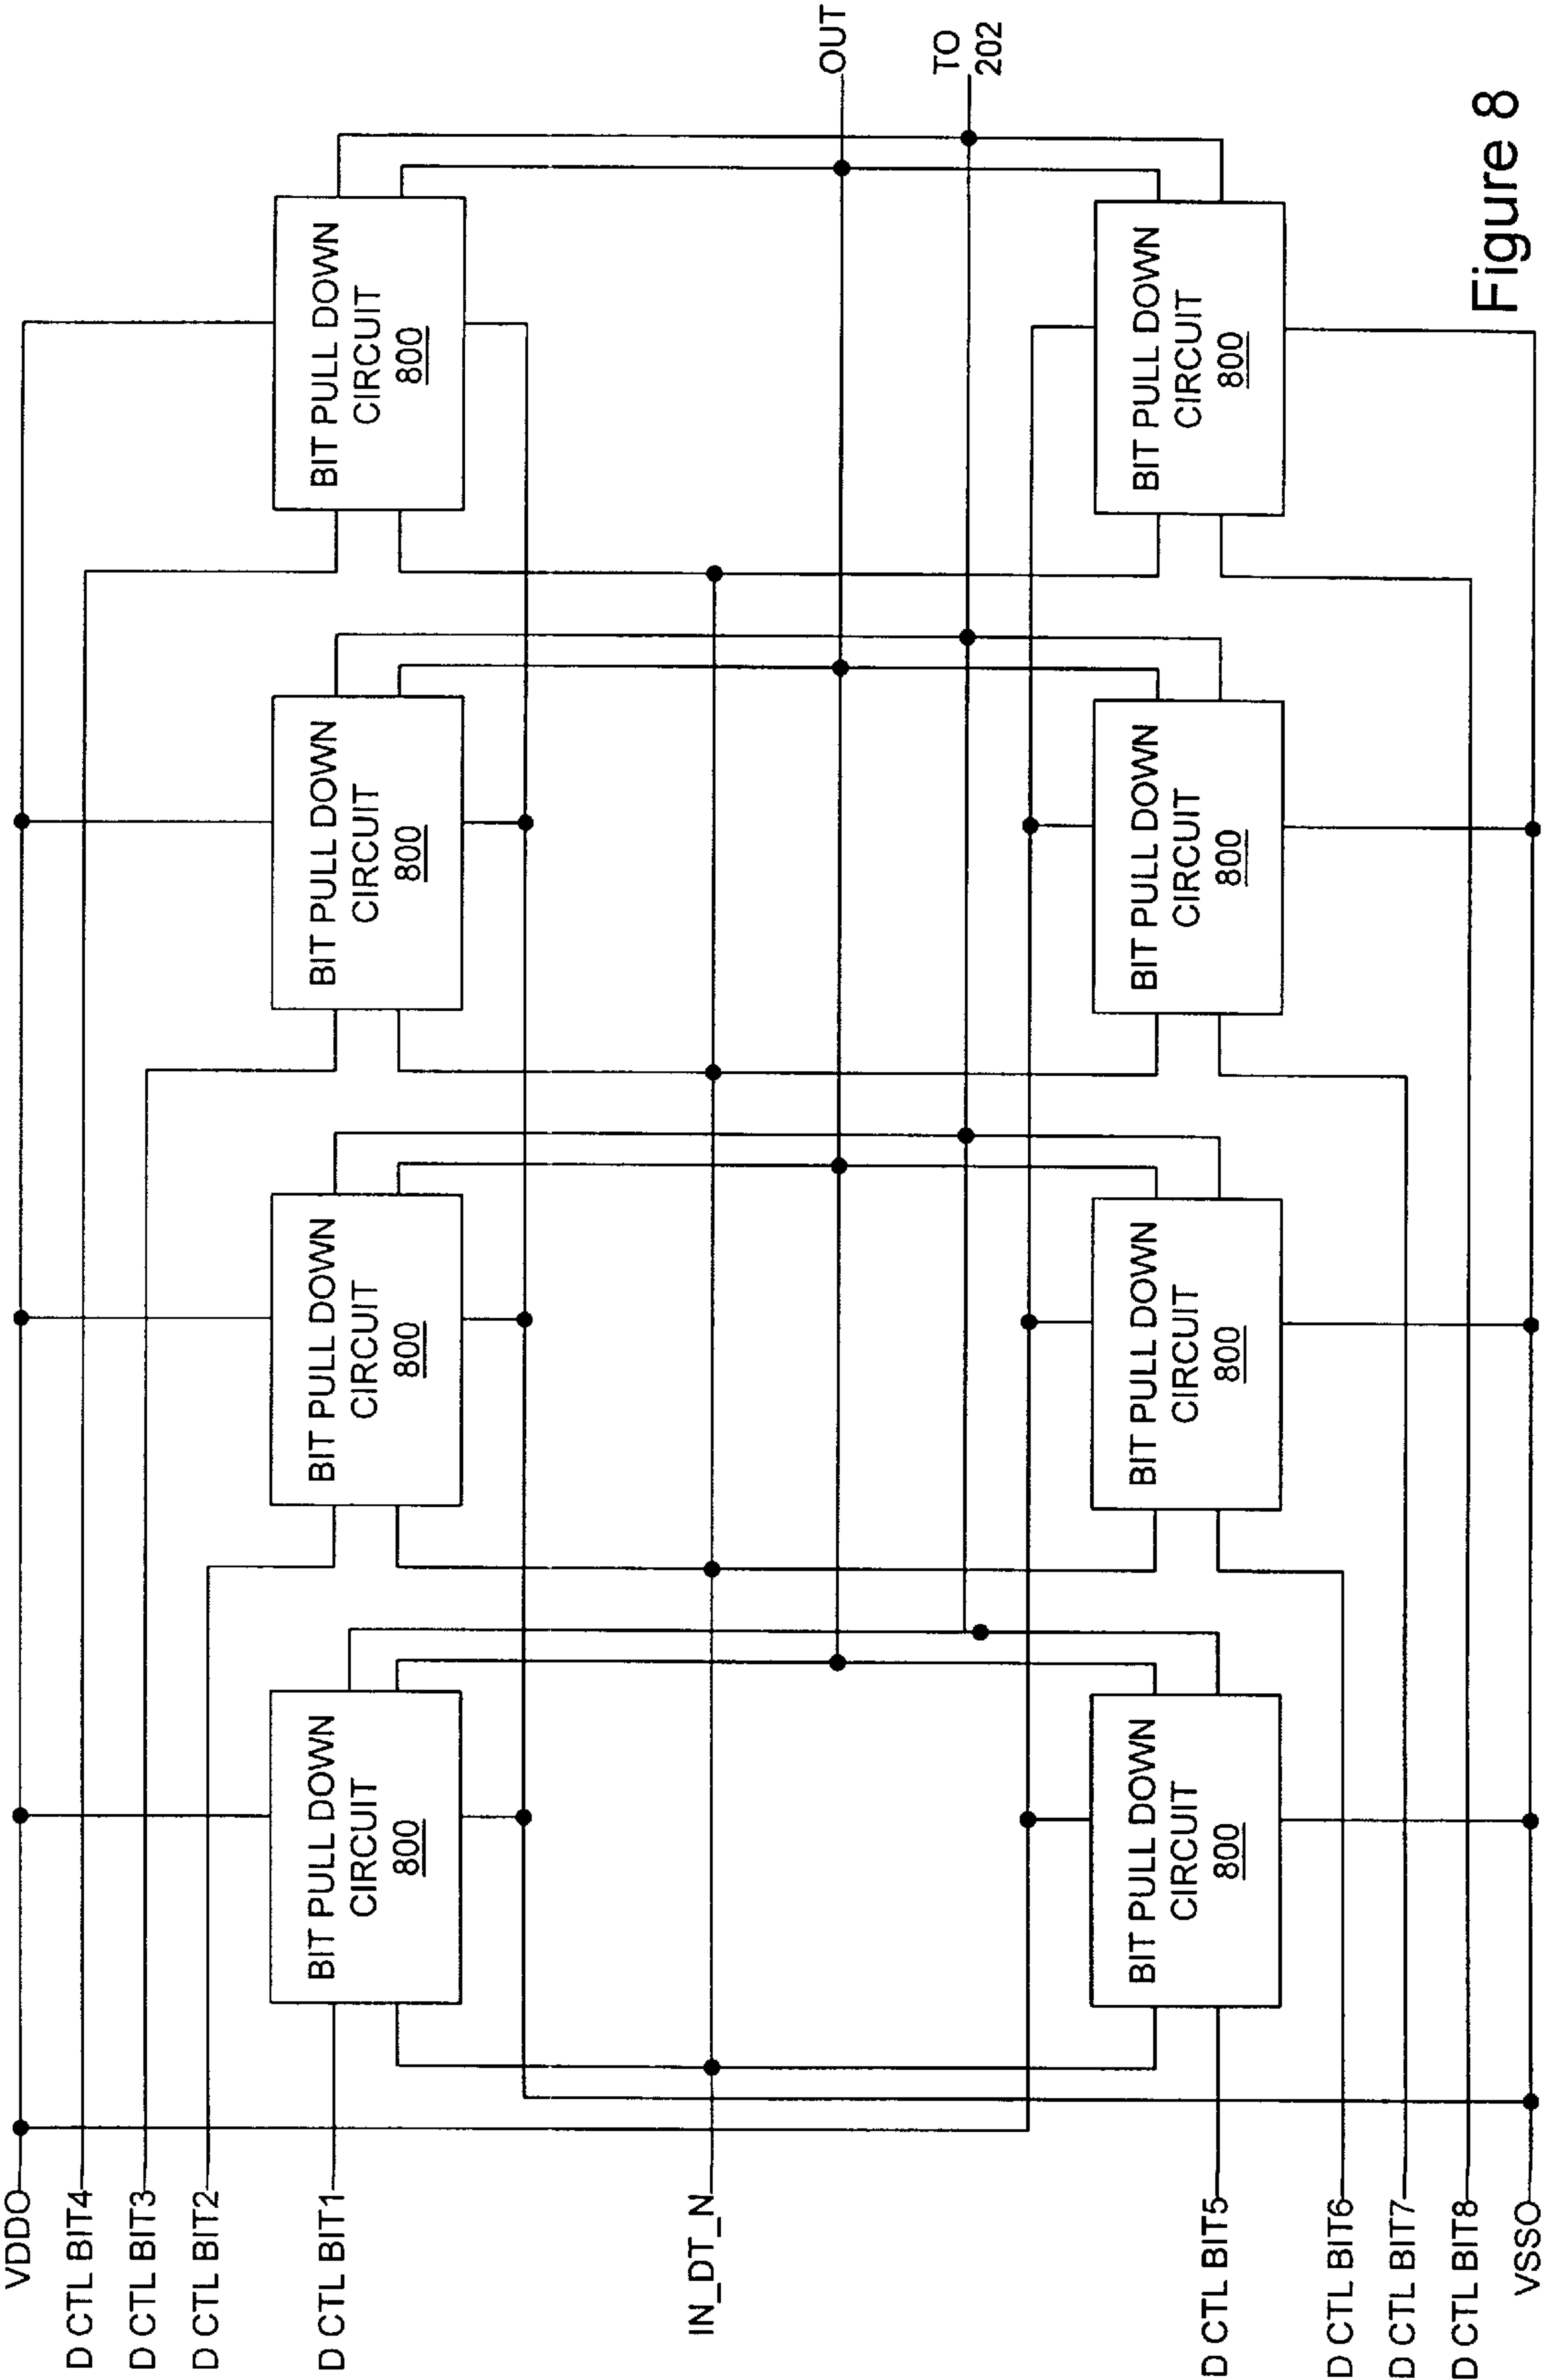 VDDO
D CTL BIT4
D CTL BIT3
D CTL BIT2
D CTL BIT1
BIT PULL DOWN
CIRCUIT
800
BIT PULL DOWN
CIRCUIT
800
BIT PULL DOWN
CIRCUIT
800
BIT PULL DOWN
CIRCUIT
800
IN_DT_N
OUT
TO
202
D CTL BIT5
BIT PULL DOWN
CIRCUIT
800
BIT PULL DOWN
CIRCUIT
800
BIT PULL DOWN
CIRCUIT
800
BIT PULL DOWN
CIRCUIT
800
D CTL BIT6
D CTL BIT7
D CTL BIT8
VSSO
Figure 8